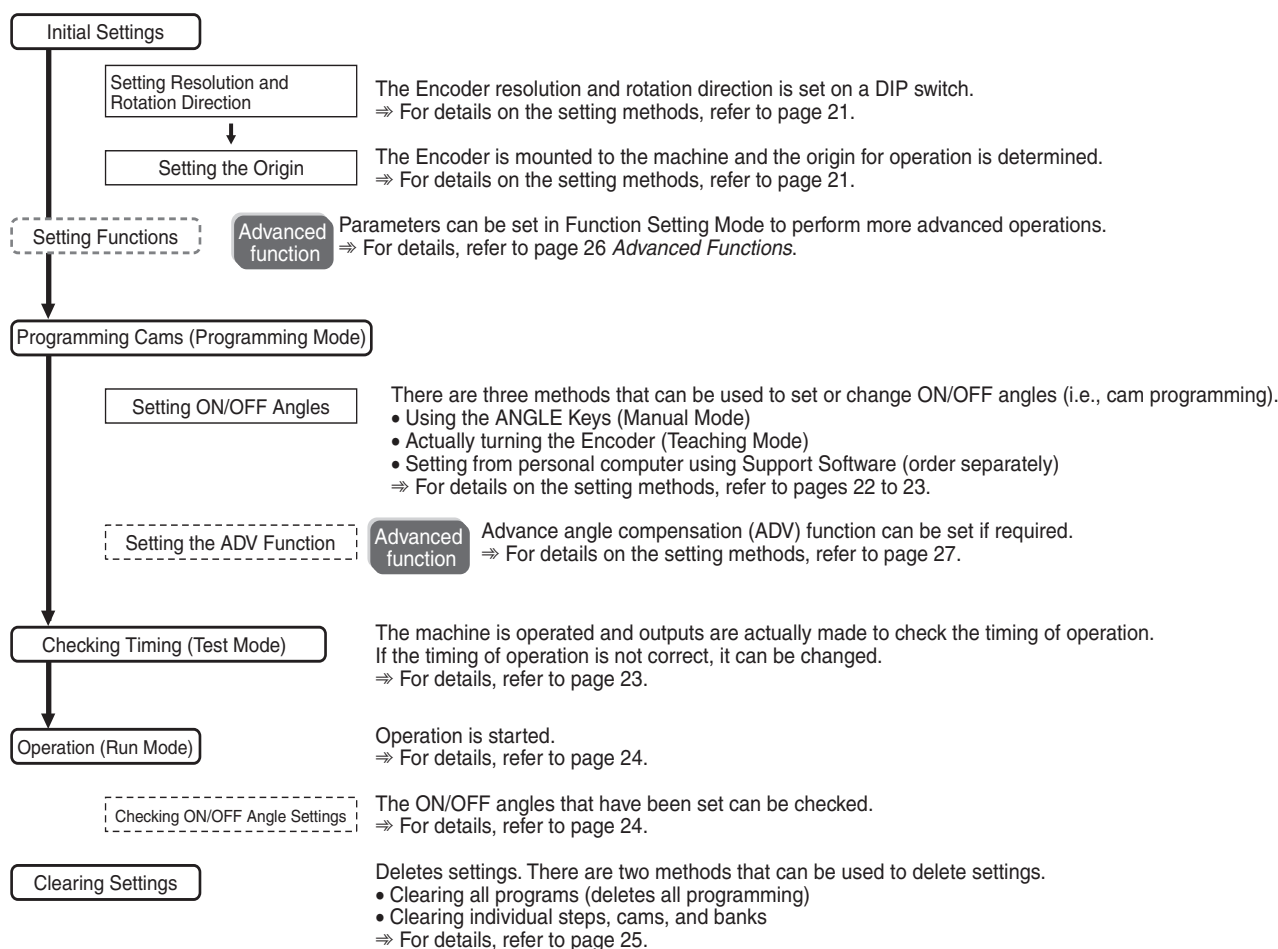 Initial Settings
Setting Resolution and
Rotation Direction
The Encoder resolution and rotation direction is set on a DIP switch.
⇒ For details on the setting methods, refer to page 21.
Setting the Origin
The Encoder is mounted to the machine and the origin for operation is determined.
⇒ For details on the setting methods, refer to page 21.
Setting Functions
Advanced
function
Parameters can be set in Function Setting Mode to perform more advanced operations.
⇒ For details, refer to page 26 Advanced Functions.
Programming Cams (Programming Mode)
Setting ON/OFF Angles
There are three methods that can be used to set or change ON/OFF angles (i.e., cam programming).
• Using the ANGLE Keys (Manual Mode)
• Actually turning the Encoder (Teaching Mode)
• Setting from personal computer using Support Software (order separately)
⇒ For details on the setting methods, refer to pages 22 to 23.
Setting the ADV Function
Advanced
function
Advance angle compensation (ADV) function can be set if required.
⇒ For details on the setting methods, refer to page 27.
Checking Timing (Test Mode)
The machine is operated and outputs are actually made to check the timing of operation.
If the timing of operation is not correct, it can be changed.
⇒ For details, refer to page 23.
Operation (Run Mode)
Operation is started.
⇒ For details, refer to page 24.
Checking ON/OFF Angle Settings
The ON/OFF angles that have been set can be checked.
⇒ For details, refer to page 24.
Clearing Settings
Deletes settings. There are two methods that can be used to delete settings.
• Clearing all programs (deletes all programming)
• Clearing individual steps, cams, and banks
⇒ For details, refer to page 25.